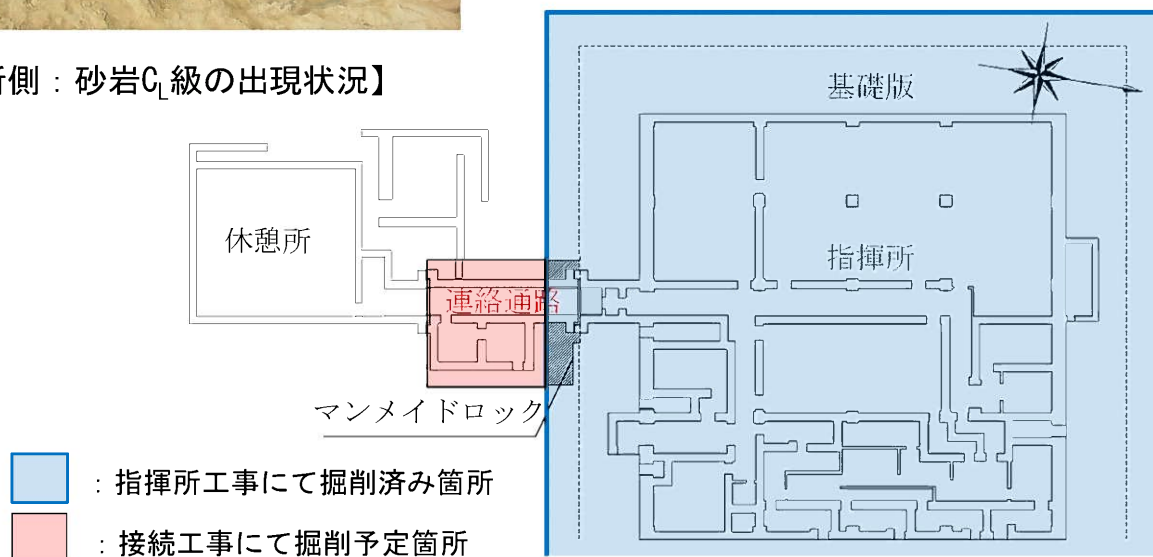 所側：砂岩CL級の出現状況】
基礎版
休憩所
指揮所
連絡通路
マンメイドロック
：指揮所工事にて掘削済み箇所
：接続工事にて掘削予定箇所